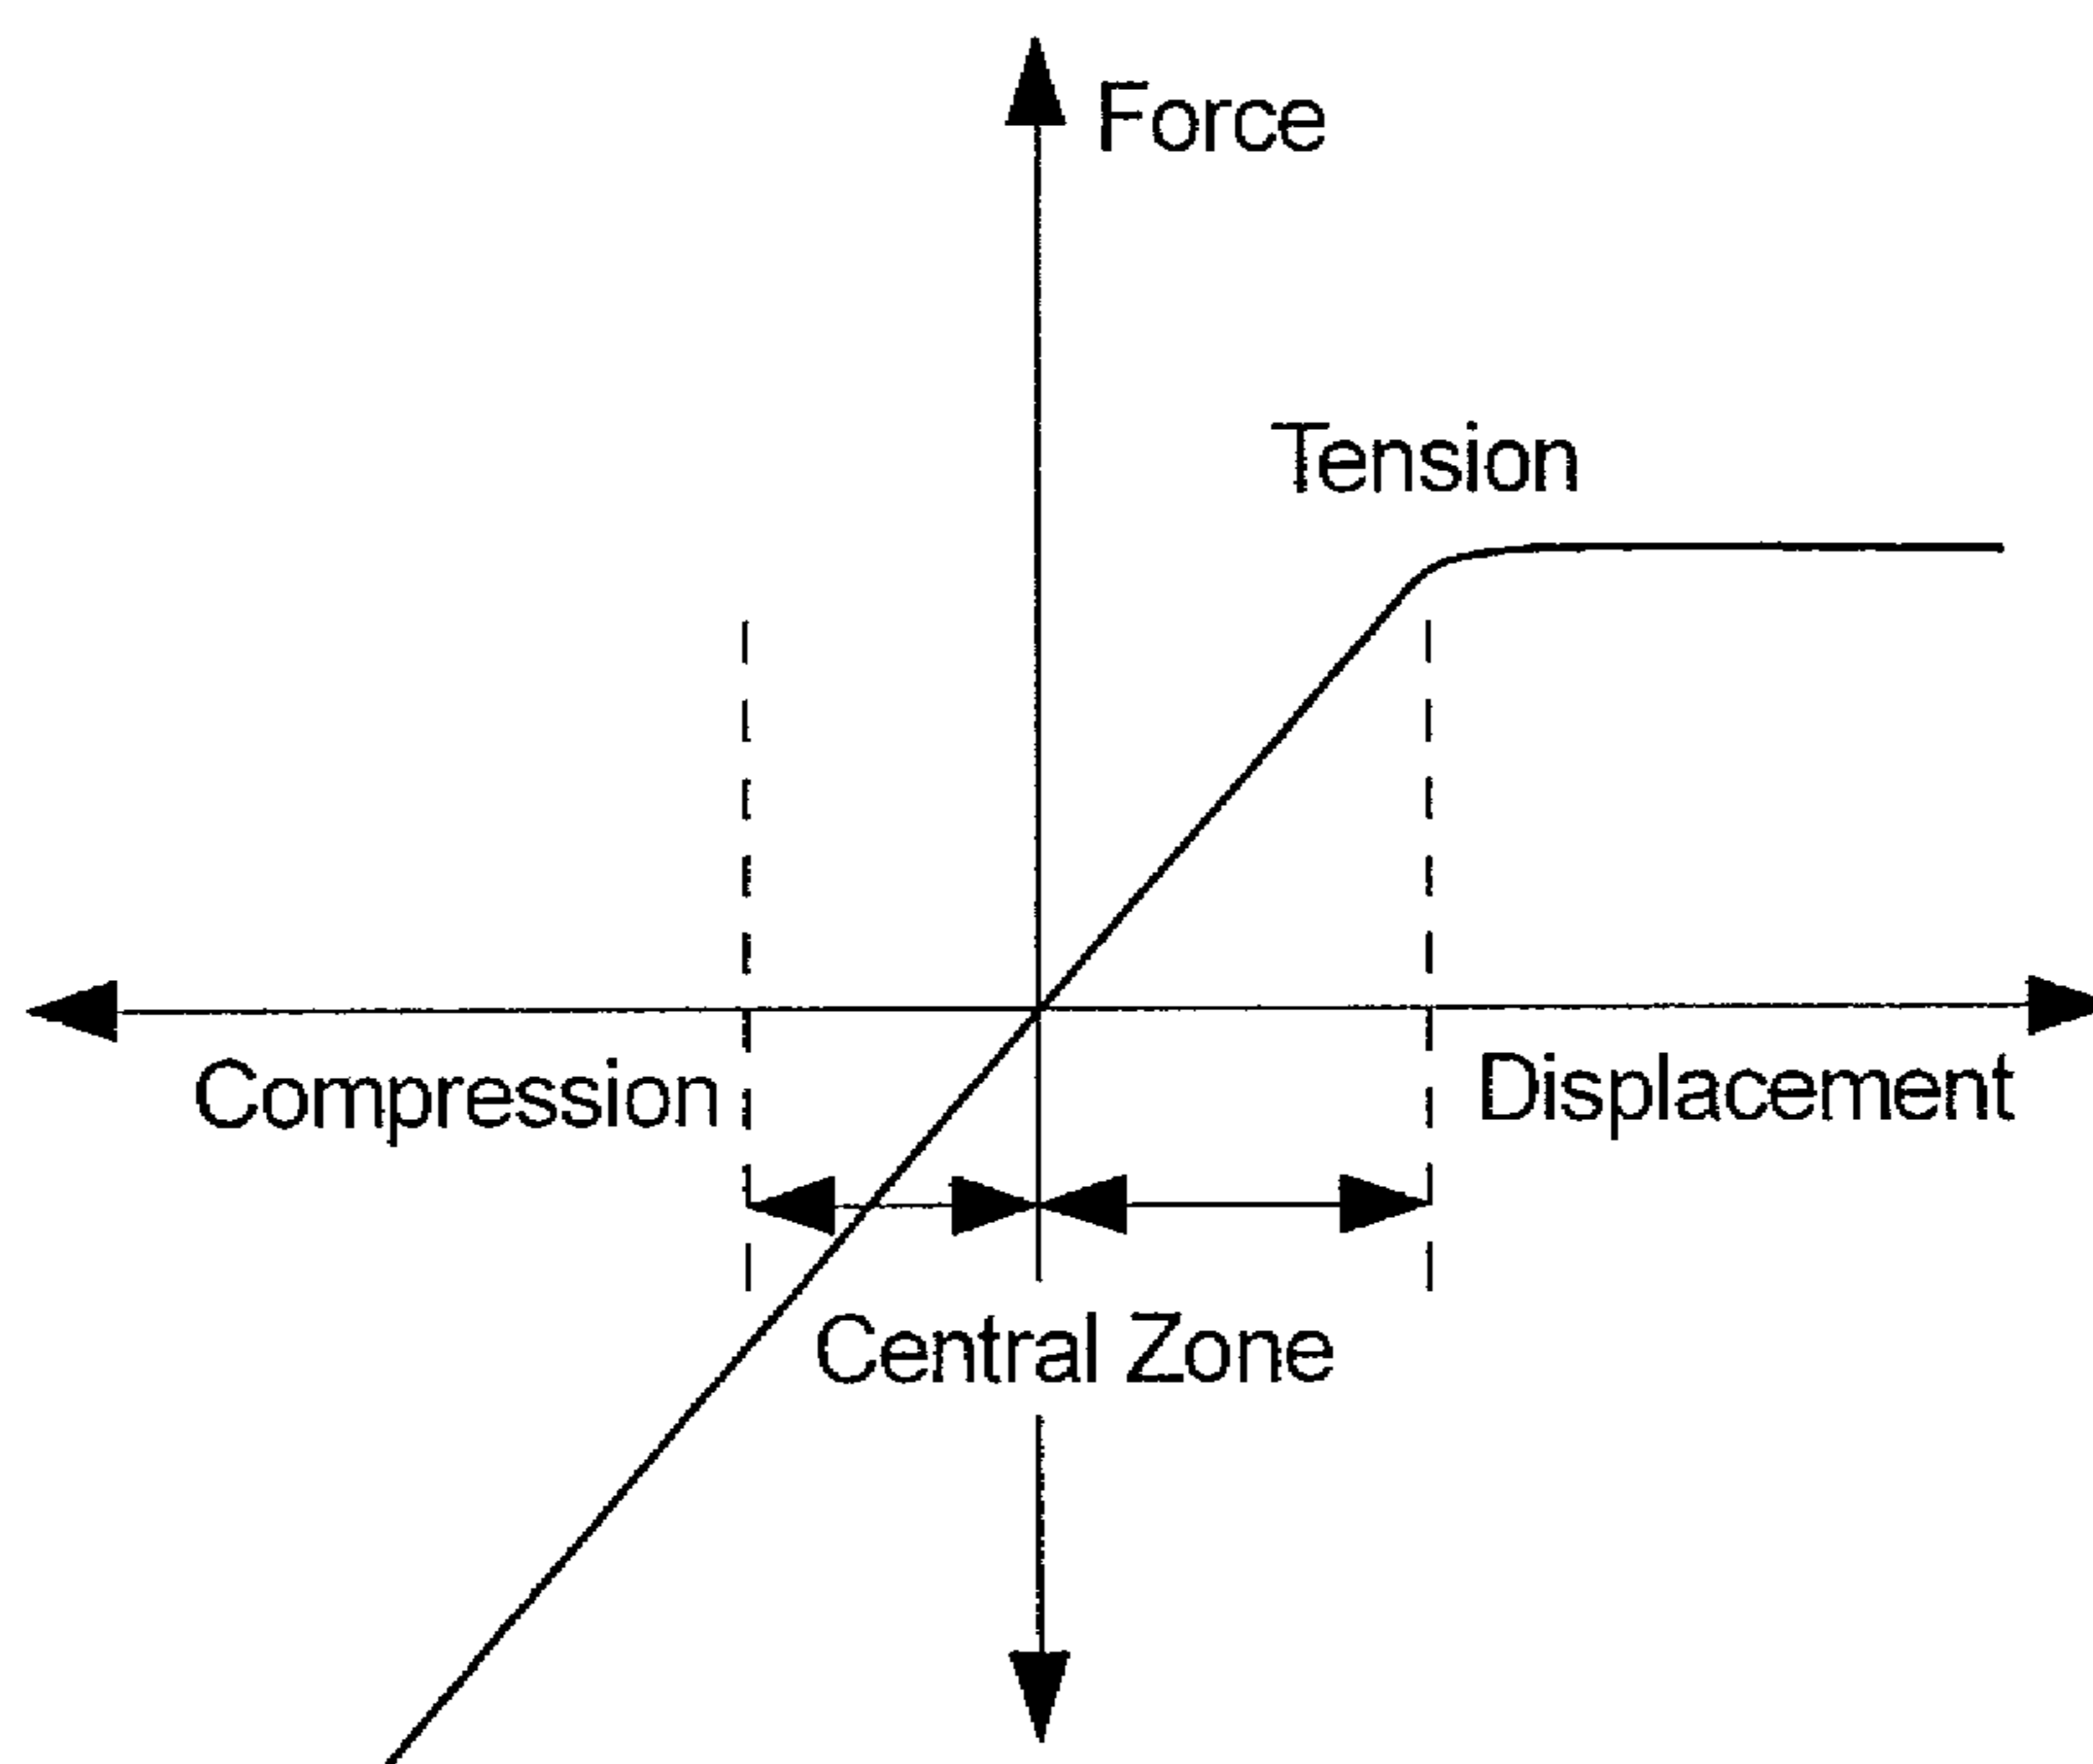 Force
Tension
Compression
Displacement
Central Zone